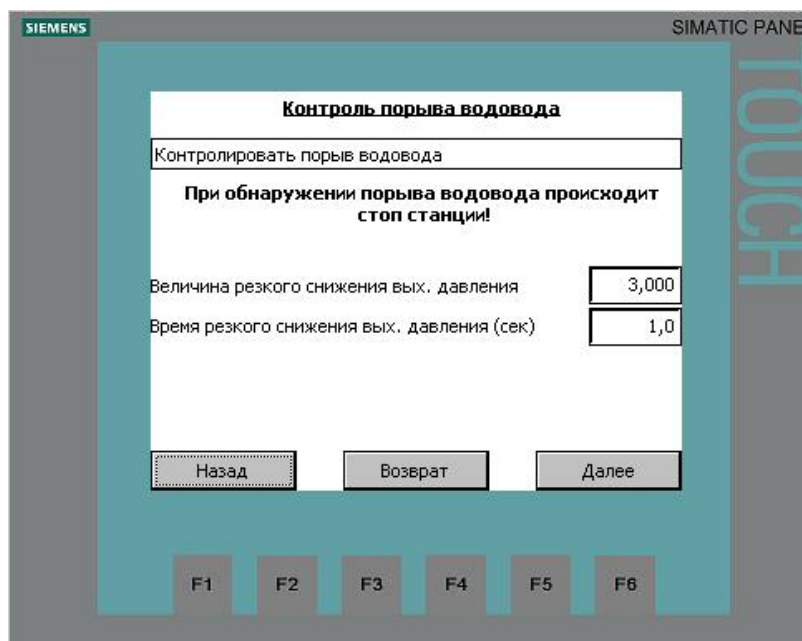 SIEMENS
SIMATIC PANE
TOUCH
Контроль порыва водовода
Контролировать порыв водовода
При обнаружении порыва водовода происходит
стоп станции!
Величина резкого снижения вых. давления 3,000
Время резкого снижения вых. давления (сек) 1,0
Назад Возврат Далее
F1 F2 F3 F4 F5 F6